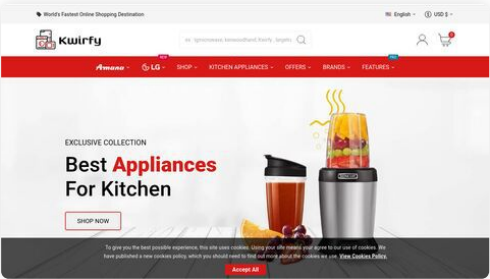 World's Fastest Online Shopping Destination
English
USD $
Kwirfy
Amana
LG
SHOP
KITCHEN APPLIANCES
OFFERS
BRANDS
FEATURES
EXCLUSIVE COLLECTION
Best Appliances
For Kitchen
SHOP NOW
To give you the best possible experience, this site uses cookies. Using your site means your agree to our use of cookies. We
have published a new cookies policy, which you should need to find out more about the cookies we use. View Cookies Policy.
Accept All